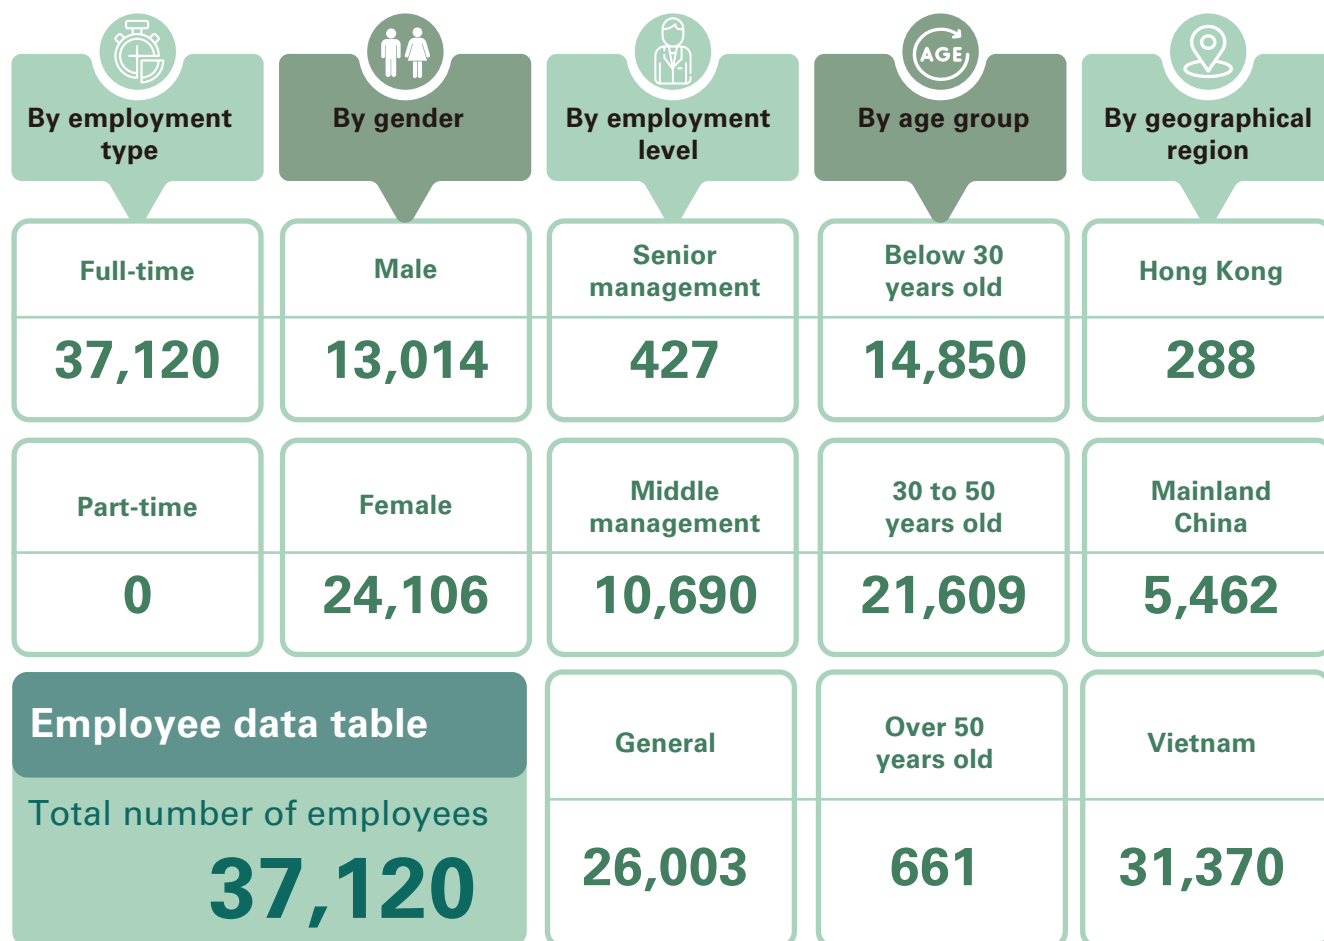 By employment
type
By gender
By employment
level
AGE
By age group
By geographical
region
Full-time
37,120
Male
13,014
Senior
management
427
Below 30
years old
14,850
Hong Kong
288
Part-time
0
Female
24,106
Middle
management
10,690
30 to 50
years old
21,609
Mainland
China
5,462
Employee data table
Total number of employees
37,120
General
26,003
Over 50
years old
661
Vietnam
31,370